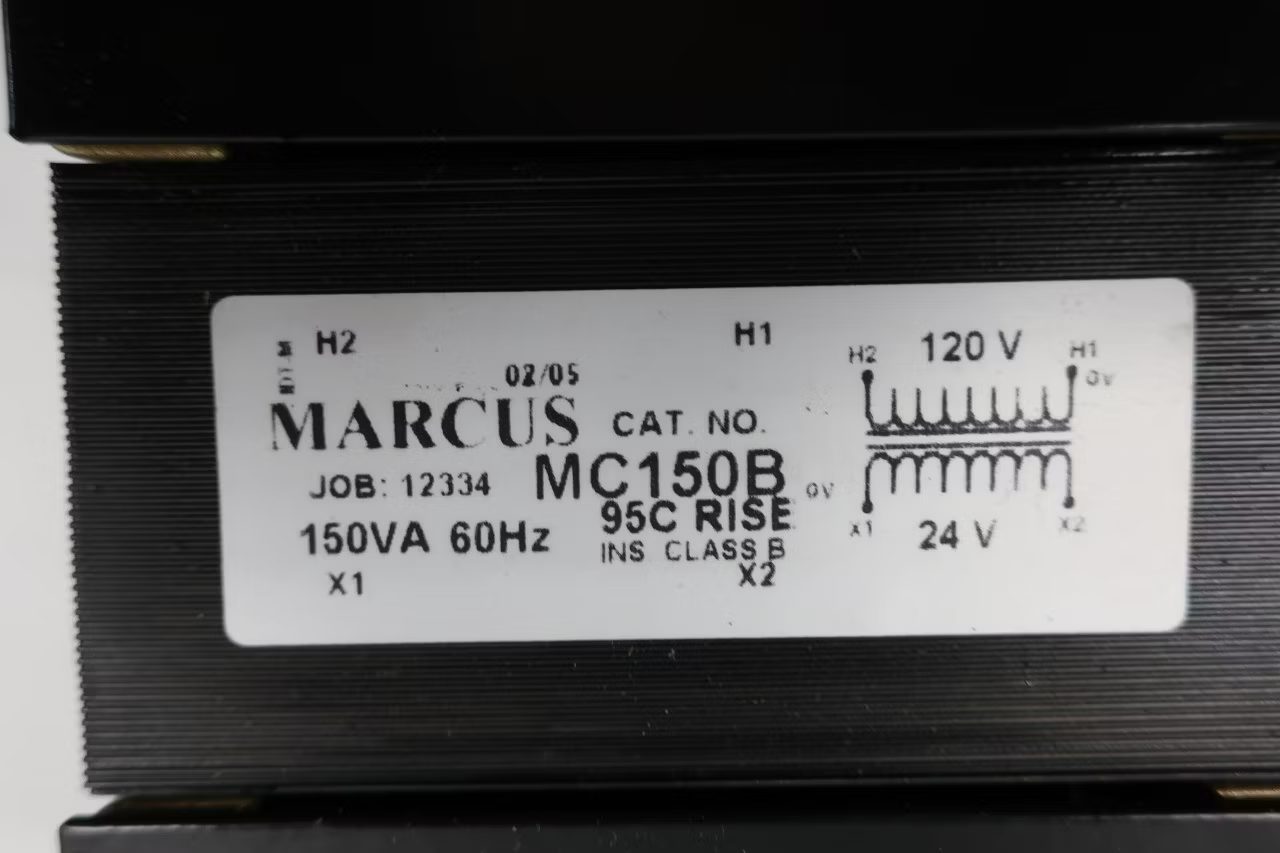 H2 H1
02/05
MARCUS CAT. NO.
JOB: 12334 MC150B
95C RISE
150VA 60Hz
INS CLASS B
X1 X2
H2 120 V H1
0V
0V
X1 24 V X2